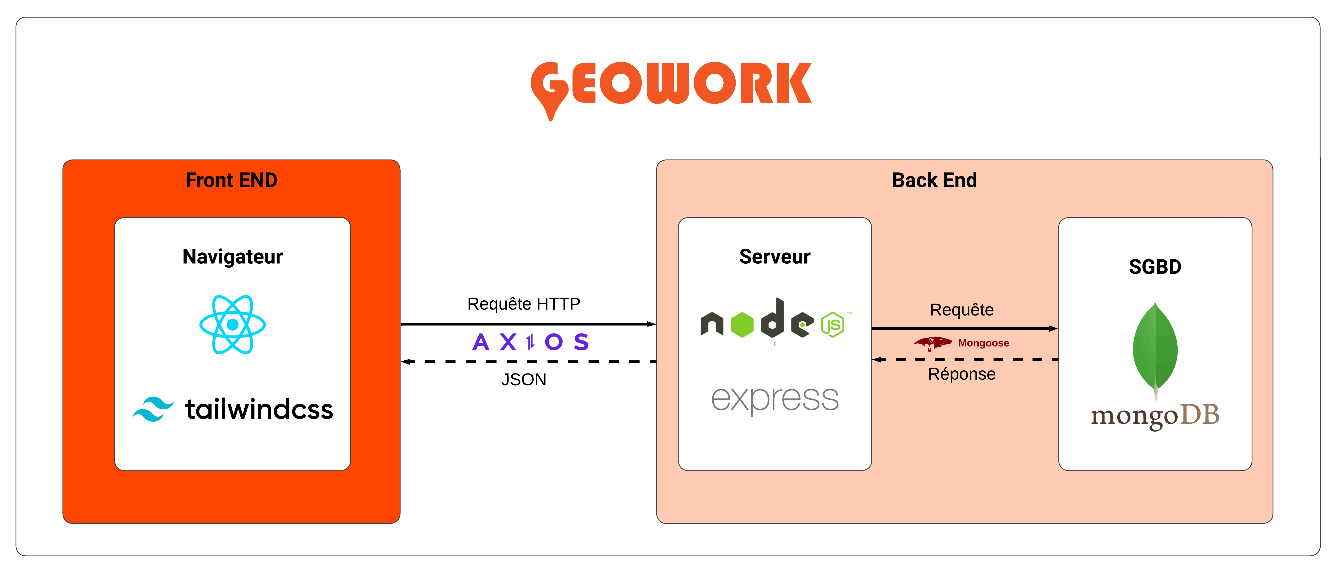 GEOWORK
Front END
Back End
Navigateur
tailwindcss
Requête HTTP
AXIOS
JSON
Serveur
node
JS
express
Requête
Mongoose
Réponse
SGBD
mongoDB